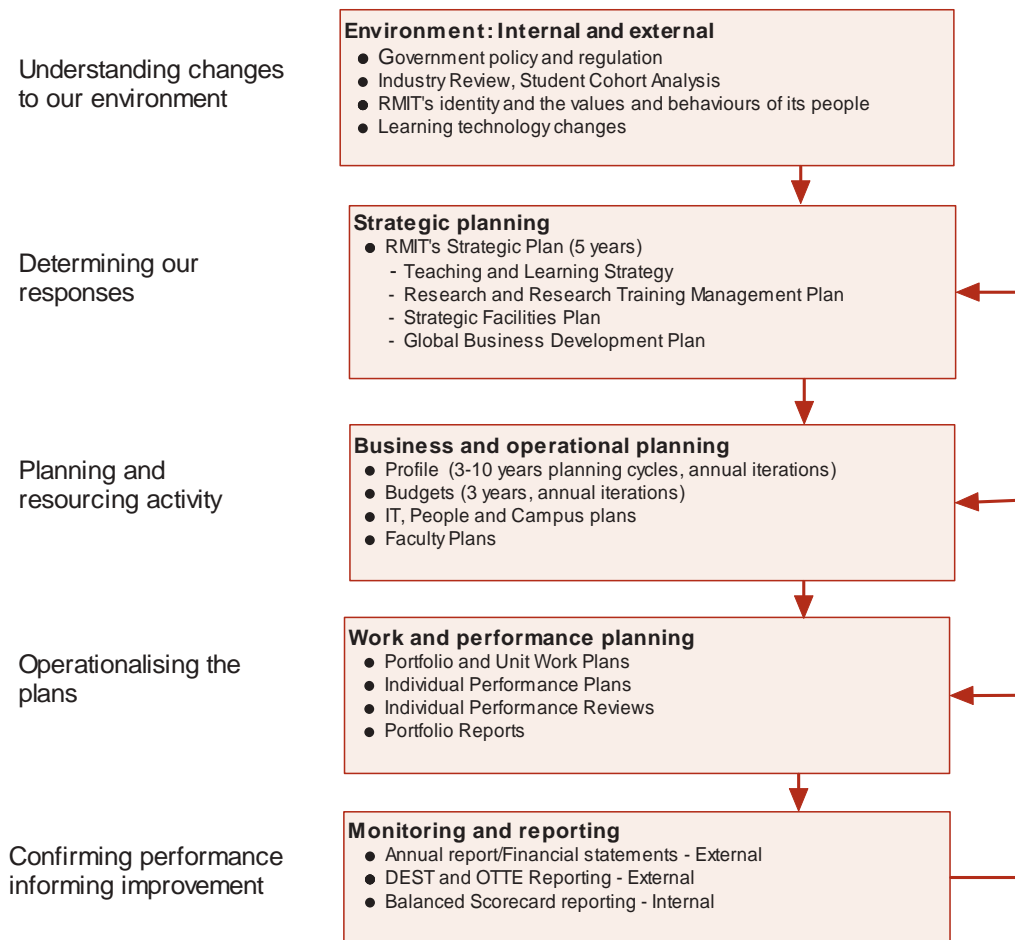 Understanding changes
to our environment
Environment: Internal and external
● Government policy and regulation
● Industry Review, Student Cohort Analysis
● RMIT's identity and the values and behaviours of its people
● Learning technology changes
Determining our
responses
Strategic planning
● RMIT's Strategic Plan (5 years)
- Teaching and Learning Strategy
- Research and Research Training Management Plan
- Strategic Facilities Plan
- Global Business Development Plan
Planning and
resourcing activity
Business and operational planning
● Profile (3-10 years planning cycles, annual iterations)
● Budgets (3 years, annual iterations)
● IT, People and Campus plans
● Faculty Plans
Operationalising the
plans
Work and performance planning
● Portfolio and Unit Work Plans
● Individual Performance Plans
● Individual Performance Reviews
● Portfolio Reports
Confirming performance
informing improvement
Monitoring and reporting
● Annual report/Financial statements - External
● DEST and OTTE Reporting - External
● Balanced Scorecard reporting - Internal